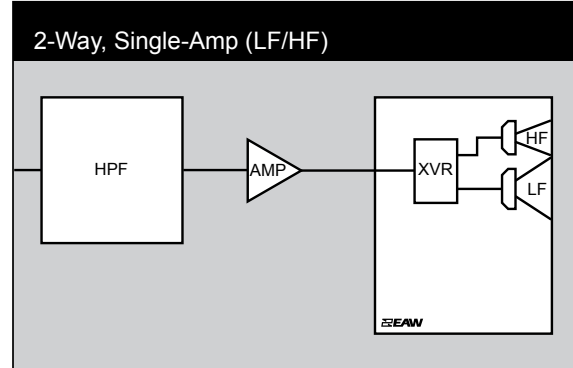 2-Way, Single-Amp (LF/HF)
HPF
AMP
XVR
HF
LF
EAW